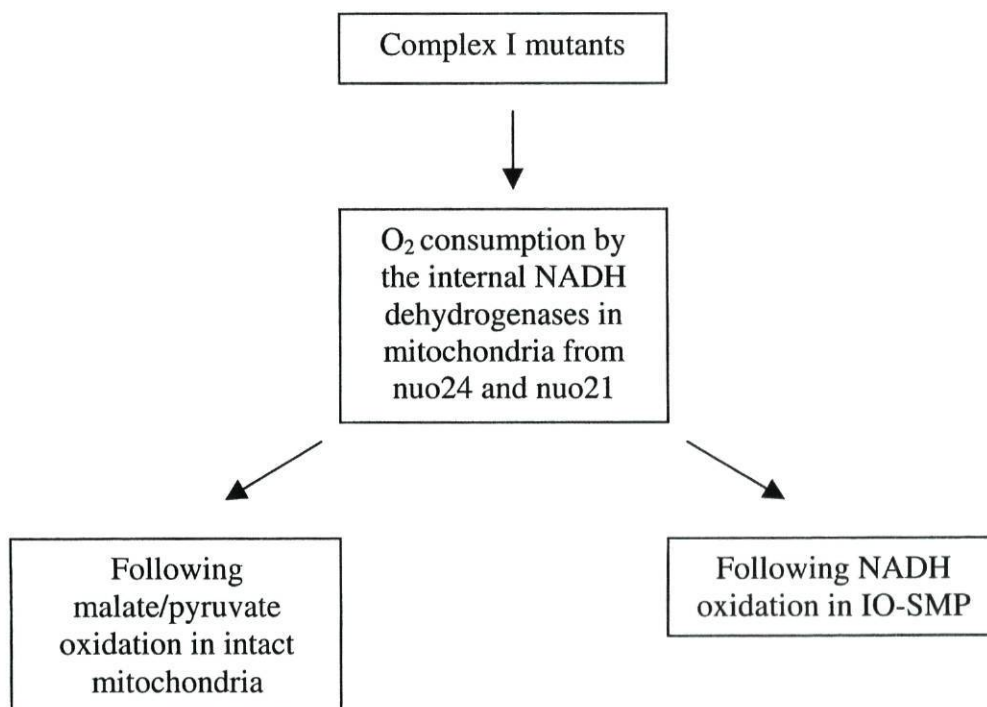 Complex I mutants
O₂ consumption by
the internal NADH
dehydrogenases in
mitochondria from
nuo24 and nuo21
Following
malate/pyruvate
oxidation in intact
mitochondria
Following NADH
oxidation in IO-SMP